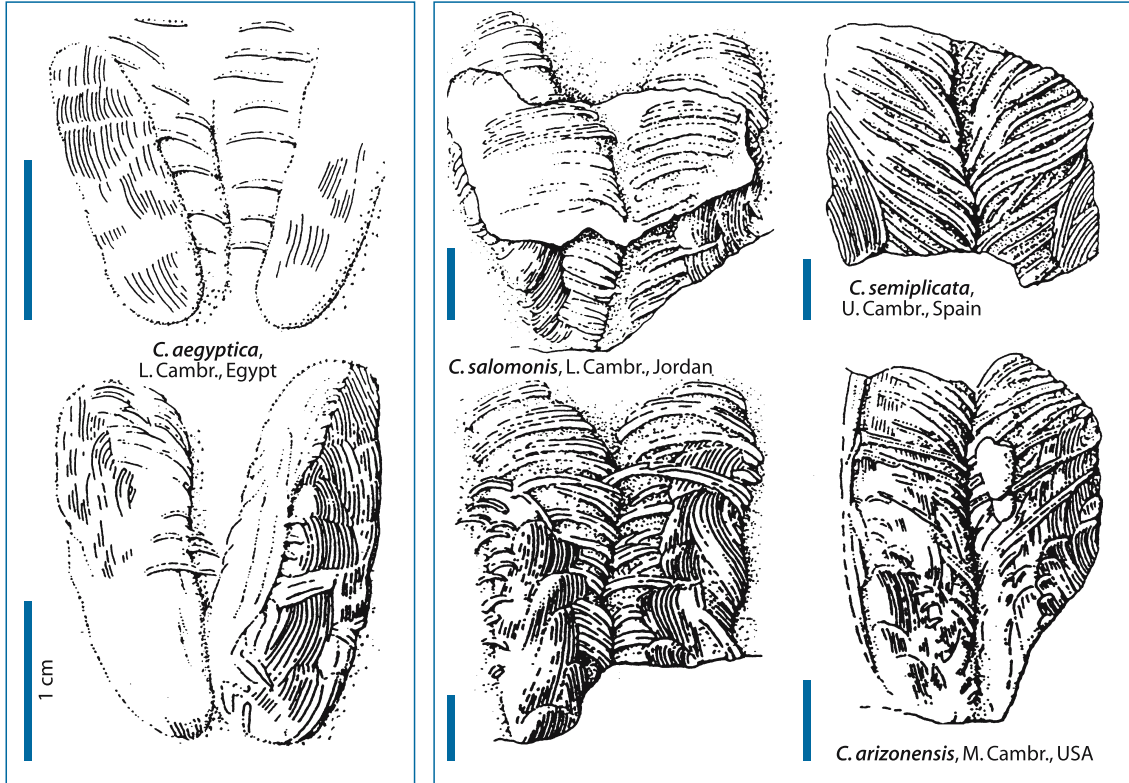 C. aegyptica,
L. Cambr., Egypt
1 cm
C. salomonis, L. Cambr., Jordan
C. semiplicata,
U. Cambr., Spain
C. arizonensis, M. Cambr., USA